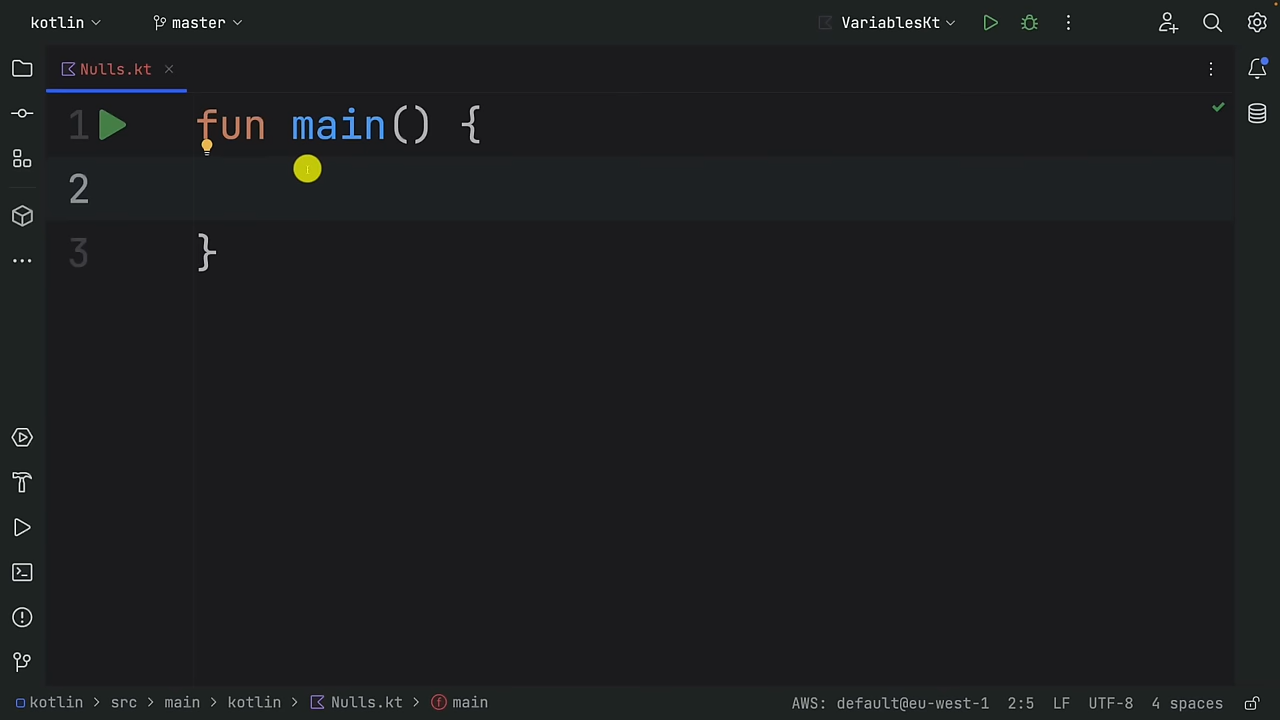 kotlin master VariablesKt
Nulls.kt
1 fun main() {
2
3 }
kotlin > src > main > kotlin > Nulls.kt > main AWS: default@eu-west-1 2:5 LF UTF-8 4 spaces